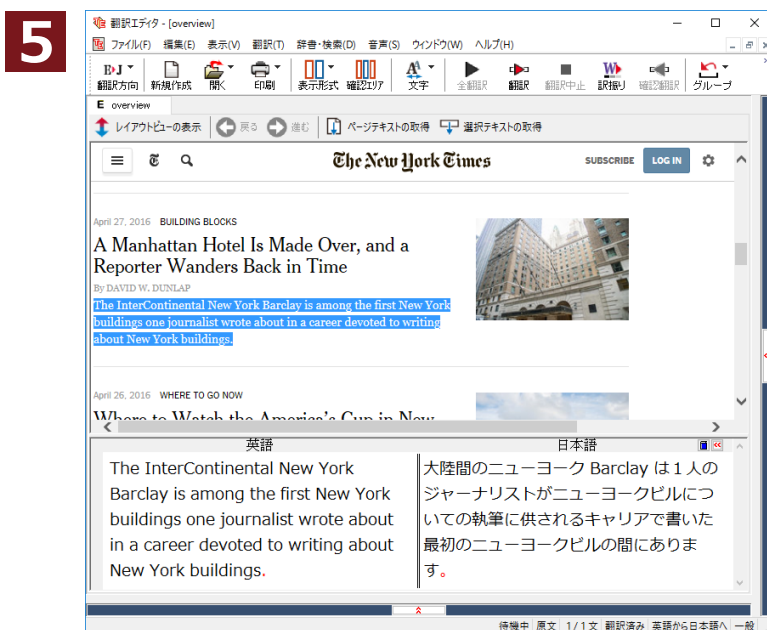 5
翻訳エディタ - [overview]
ファイル(F) 編集(E) 表示(V) 翻訳(T) 辞書・検索(D) 音声(S) ウィンドウ(W) ヘルプ(H)
E▸J
翻訳方向 新規作成 開く 印刷 表示形式 確認エリア 文字 全翻訳 翻訳 翻訳中止 訳振り 確認翻訳 グループ
E overview
レイアウトビューの表示 戻る 進む ページテキストの取得 選択テキストの取得
The New York Times SUBSCRIBE LOG IN
April 27, 2016 BUILDING BLOCKS
A Manhattan Hotel Is Made Over, and a
Reporter Wanders Back in Time
By DAVID W. DUNLAP
The InterContinental New York Barclay is among the first New York
buildings one journalist wrote about in a career devoted to writing
about New York buildings.
April 26, 2016 WHERE TO GO NOW
Where to Watch the America's Cup in New
英語
The InterContinental New York
Barclay is among the first New York
buildings one journalist wrote about
in a career devoted to writing about
New York buildings.
日本語
大陸間のニューヨーク Barclay は1人の
ジャーナリストがニューヨークビルにつ
いての執筆に供されるキャリアで書いた
最初のニューヨークビルの間にありま
す。
待機中 原文 1/1文 翻訳済み 英語から日本語へ 一般